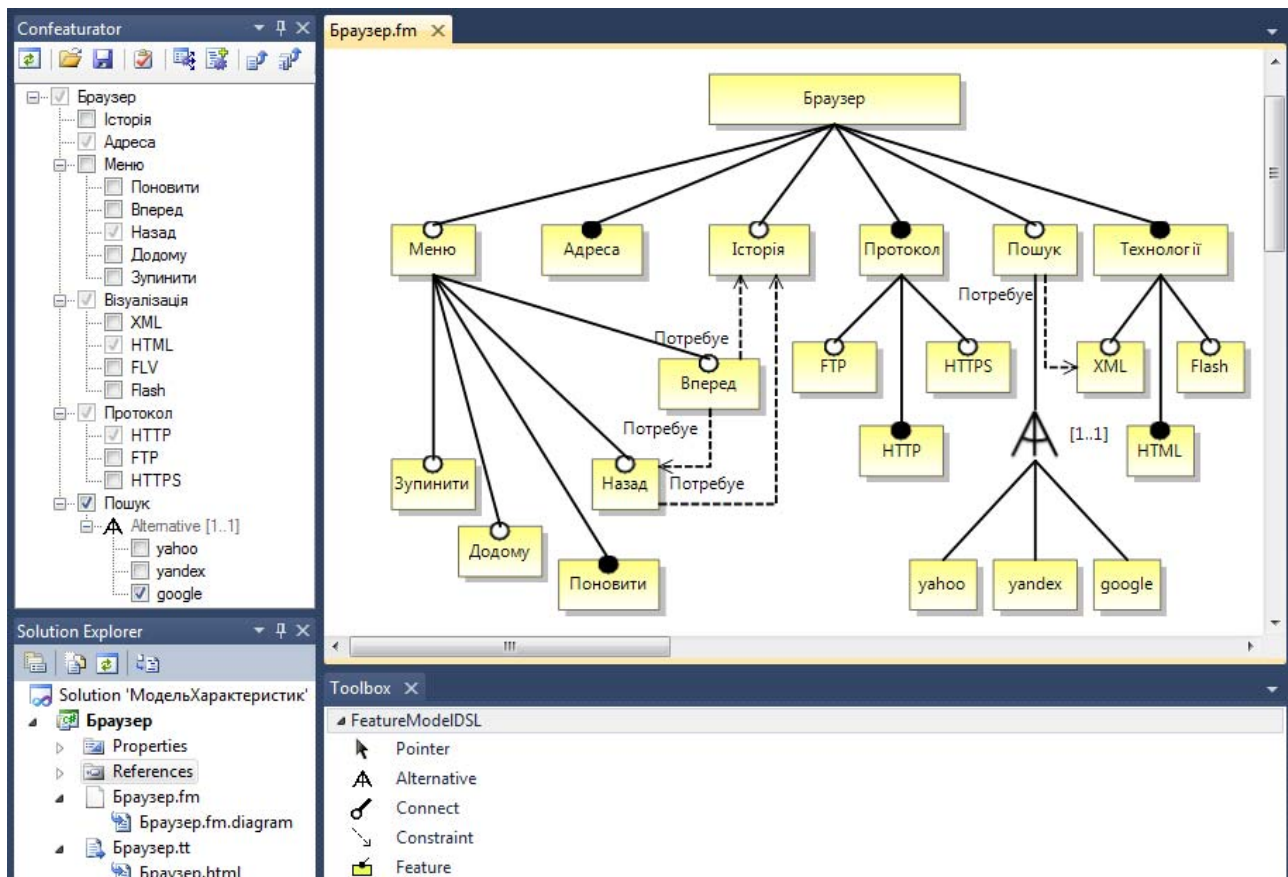 Confeaturator
Браузер
Історія
Адреса
Меню
Поновити
Вперед
Назад
Додому
Зупинити
Візуалізація
XML
HTML
FLV
Flash
Протокол
HTTP
FTP
HTTPS
Пошук
Alternative [1..1]
yahoo
yandex
google
Solution Explorer
Solution 'МодельХарактеристик'
Браузер
Properties
References
Браузер.fm
Браузер.fm.diagram
Браузер.tt
Браузер.html
Браузер.fm
Браузер
Меню
Адреса
Історія
Протокол
Пошук
Технології
Потребує
Потребує
Вперед
FTP
HTTPS
XML
Flash
Потребує
[1..1]
HTTP
HTML
Зупинити
Назад
Потребує
Додому
Поновити
yahoo
yandex
google
Toolbox
FeatureModelDSL
Pointer
Alternative
Connect
Constraint
Feature